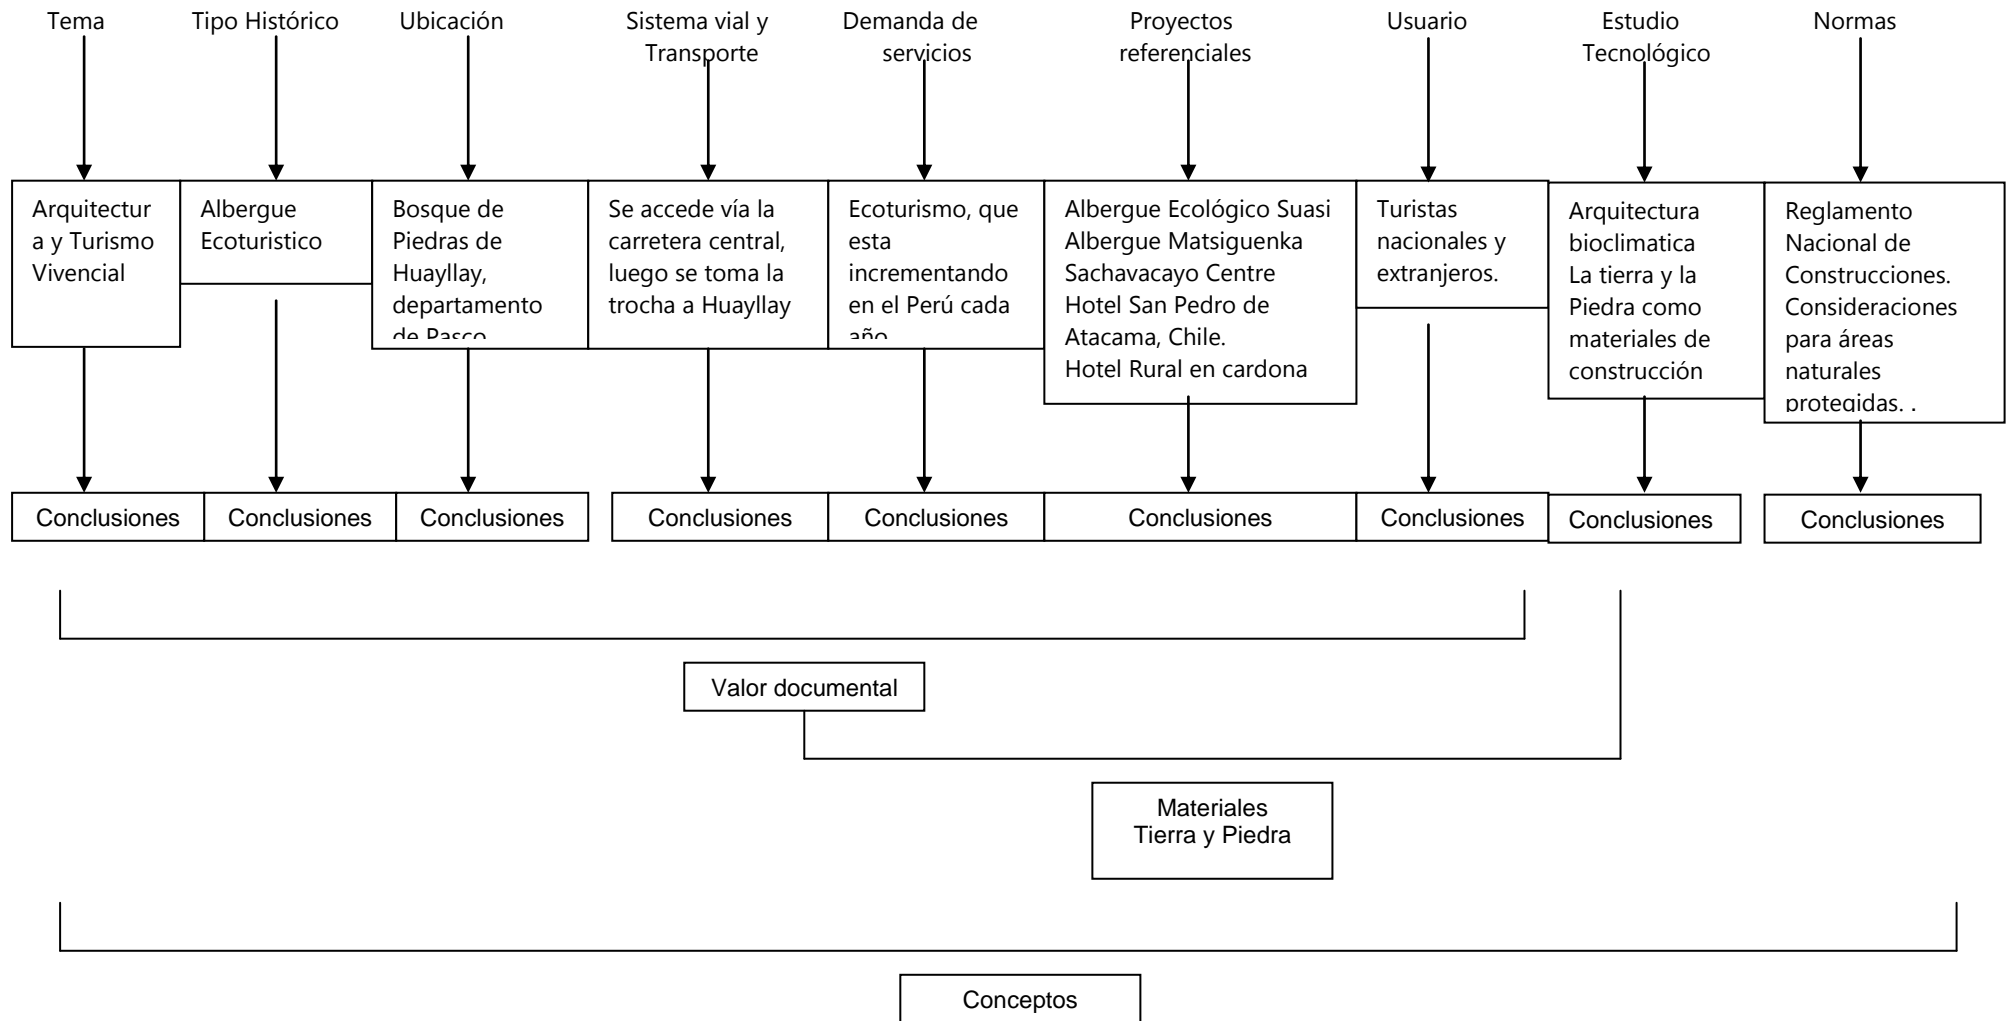 Tema
Tipo Histórico
Ubicación
Sistema vial y
Transporte
Demanda de
servicios
Proyectos
referenciales
Usuario
Estudio
Tecnológico
Normas
Arquitectur
a y Turismo
Vivencial
Albergue
Ecoturistico
Bosque de
Piedras de
Huayllay,
departamento
de Pasco
Se accede vía la
carretera central,
luego se toma la
trocha a Huayllay
Ecoturismo, que
esta
incrementando
en el Perú cada
año
Albergue Ecológico Suasi
Albergue Matsiguenka
Sachavacayo Centre
Hotel San Pedro de
Atacama, Chile.
Hotel Rural en cardona
Turistas
nacionales y
extranjeros.
Arquitectura
bioclimatica
La tierra y la
Piedra como
materiales de
construcción
Reglamento
Nacional de
Construcciones.
Consideraciones
para áreas
naturales
protegidas. .
Conclusiones
Conclusiones
Conclusiones
Conclusiones
Conclusiones
Conclusiones
Conclusiones
Conclusiones
Conclusiones
Valor documental
Materiales
Tierra y Piedra
Conceptos